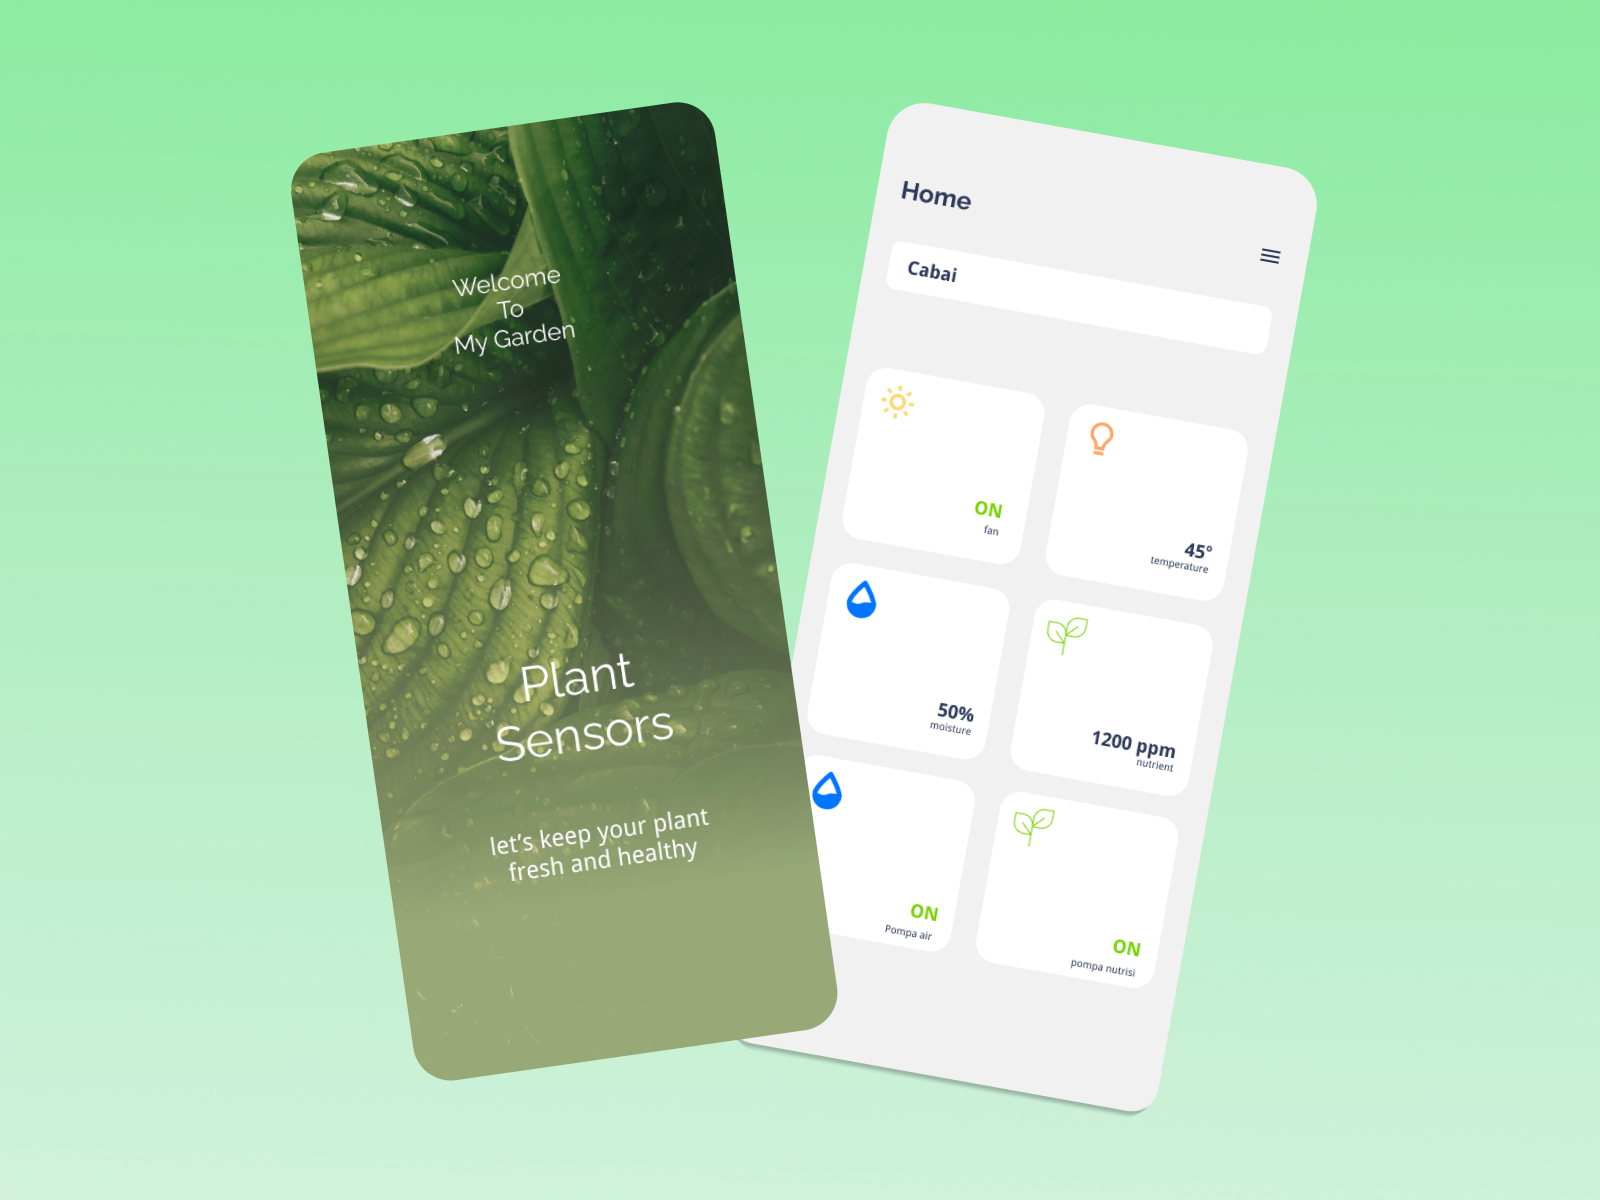 Welcome
To
My Garden
Plant
Sensors
let's keep your plant
fresh and healthy
Home
Cabai
ON
fan
45°
temperature
50%
moisture
1200 ppm
nutrient
ON
Pompa air
ON
pompa nutrisi